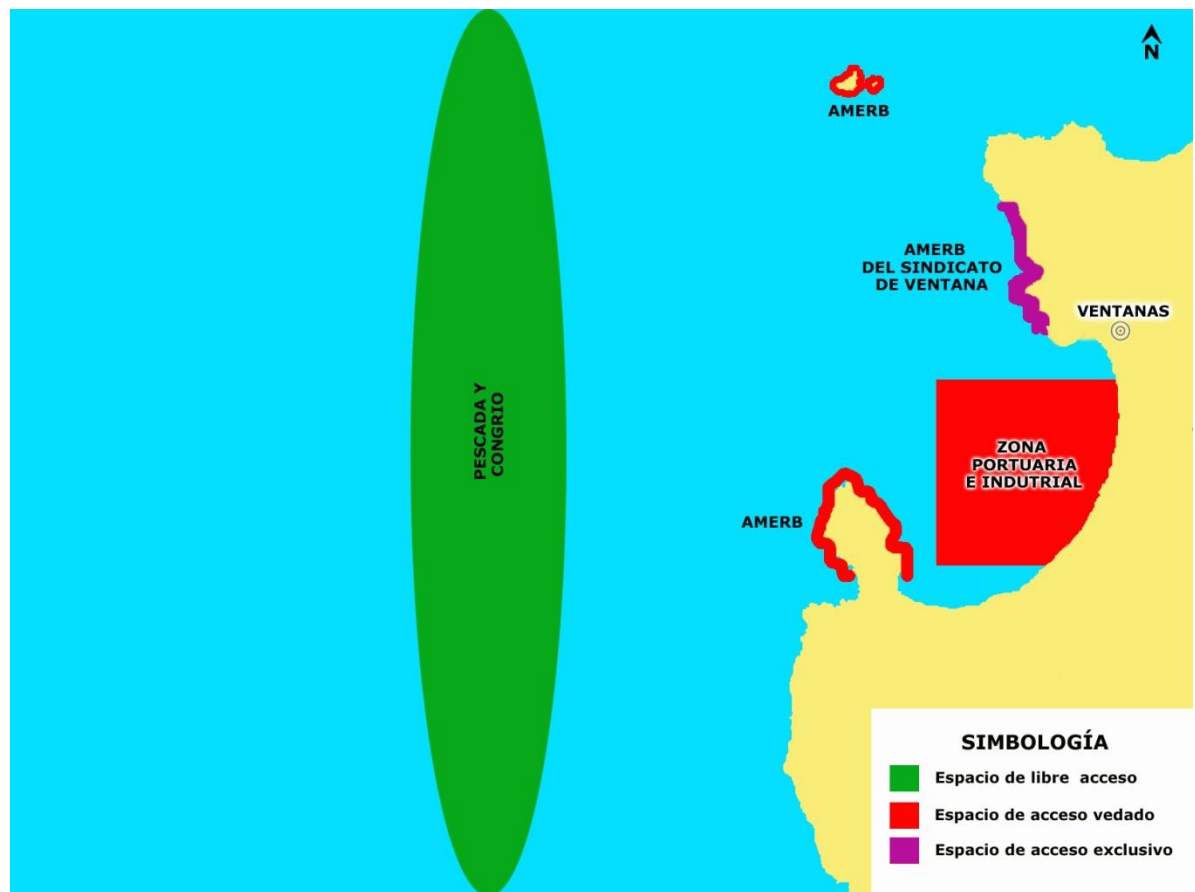 N
AMERB
AMERB
DEL SINDICATO
DE VENTANA
VENTANAS
PESCADA Y
CONGRIO
ZONA
PORTUARIA
E INDUTRIAL
AMERB
SIMBOLOGÍA
Espacio de libre acceso
Espacio de acceso vedado
Espacio de acceso exclusivo